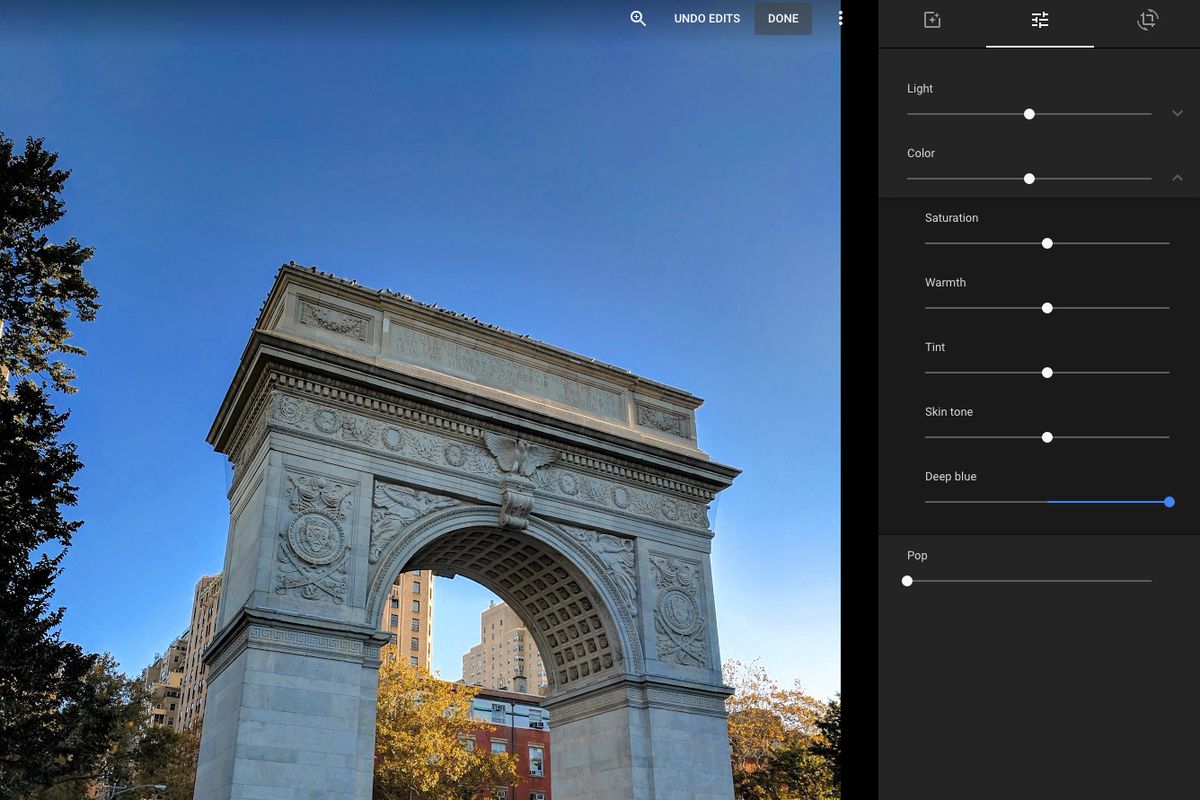 UNDO EDITS
DONE
Light
Color
Saturation
Warmth
Tint
Skin tone
Deep blue
Pop